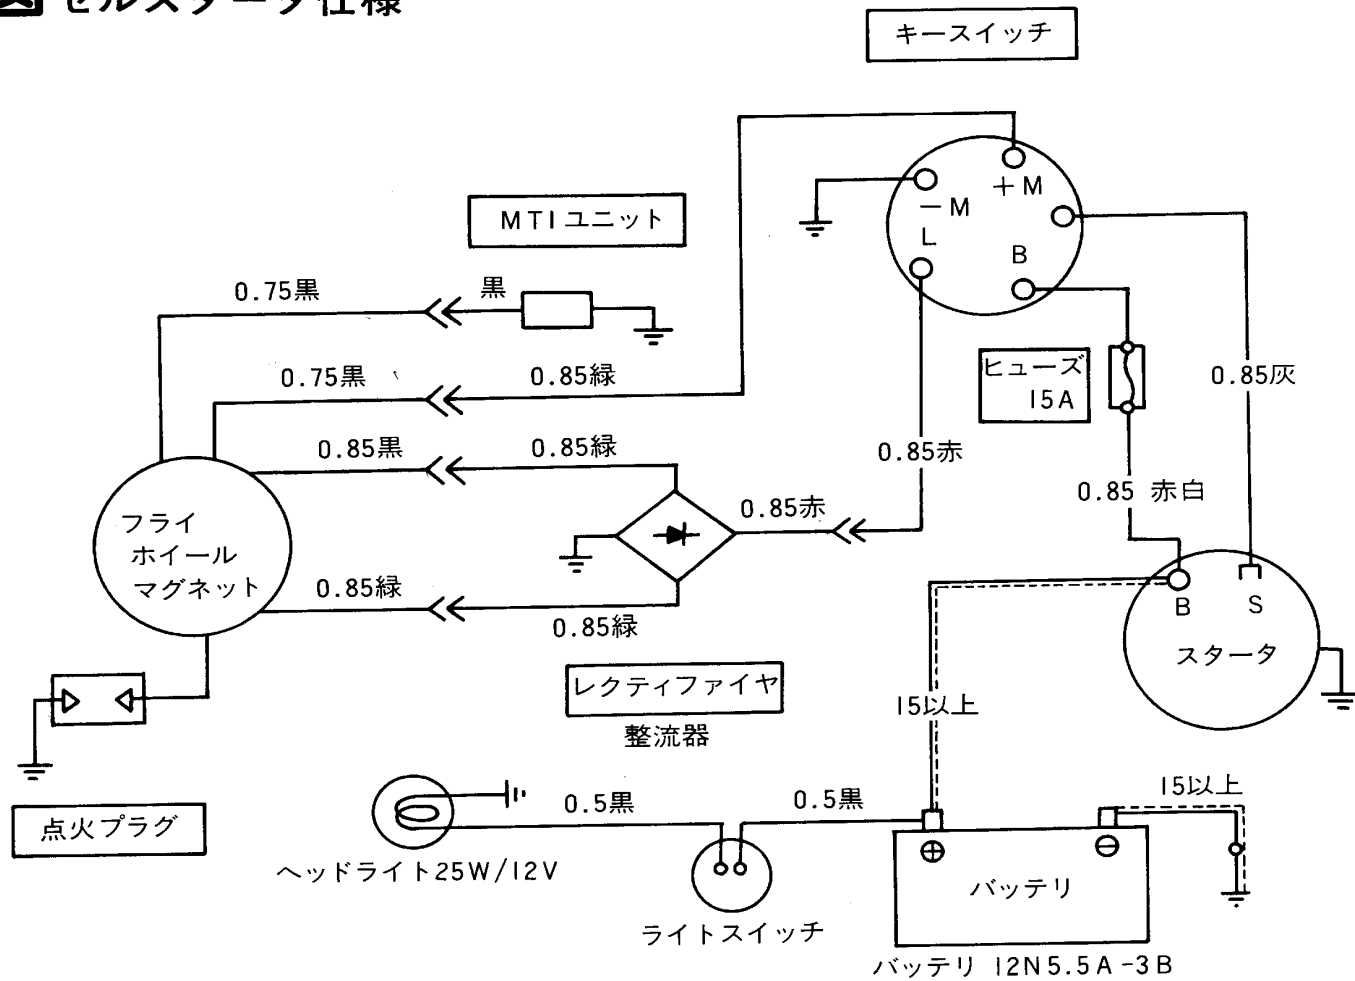 図 セルスタータ仕様
キースイッチ
+M
-M
L
B
MTIユニット
0.75黒
黒
0.75黒
0.85緑
ヒューズ
15A
0.85灰
0.85黒
0.85緑
0.85赤
0.85赤
0.85 赤白
フライ
ホイール
マグネット
0.85緑
0.85緑
B
S
スタータ
レクティファイヤ
整流器
15以上
15以上
0.5黒
0.5黒
点火プラグ
ヘッドライト25W/12V
⊕
⊖
バッテリ
ライトスイッチ
バッテリ 12N5.5A-3B